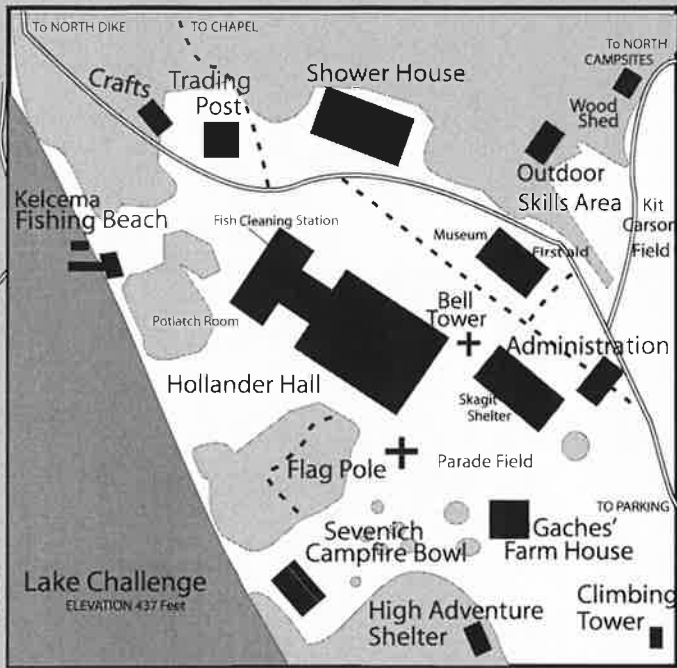 To NORTH DIKE
TO CHAPEL
To NORTH
CAMPSITES
Crafts
Trading
Post
Shower House
Wood
Shed
Outdoor
Skills Area
Kit
Carson
Field
Kelcema
Fishing Beach
Fish Cleaning Station
Museum
First aid
Potlatch Room
Bell
Tower
Administration
Hollander Hall
Skagit
Shelter
Flag Pole
Parade Field
TO PARKING
Sevenich
Campfire Bowl
Gaches'
Farm House
Lake Challenge
ELEVATION 437 Feet
High Adventure
Shelter
Climbing
Tower